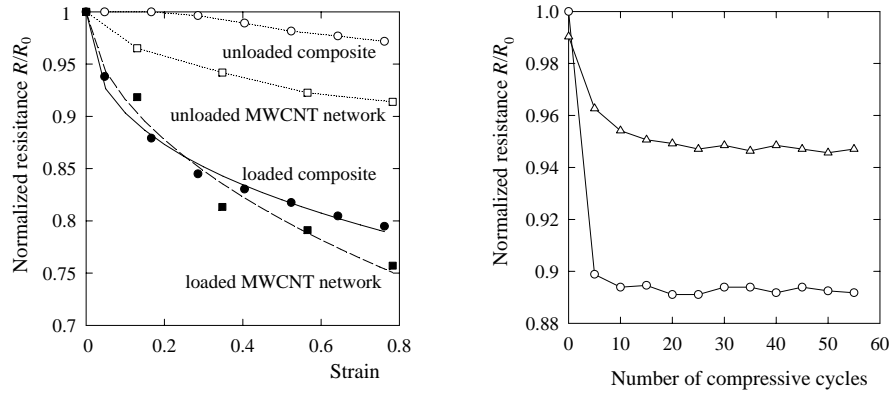 Normalized resisitance R/R0
1
0.95
0.9
0.85
0.8
0.75
0.7
unloaded composite
unloaded MWCNT network
loaded composite
loaded MWCNT network
0 0.2 0.4 0.6 0.8
Strain
Normalized resistance R/R0
1.0
0.98
0.96
0.94
0.92
0.9
0.88
0 10 20 30 40 50 60
Number of compressive cycles